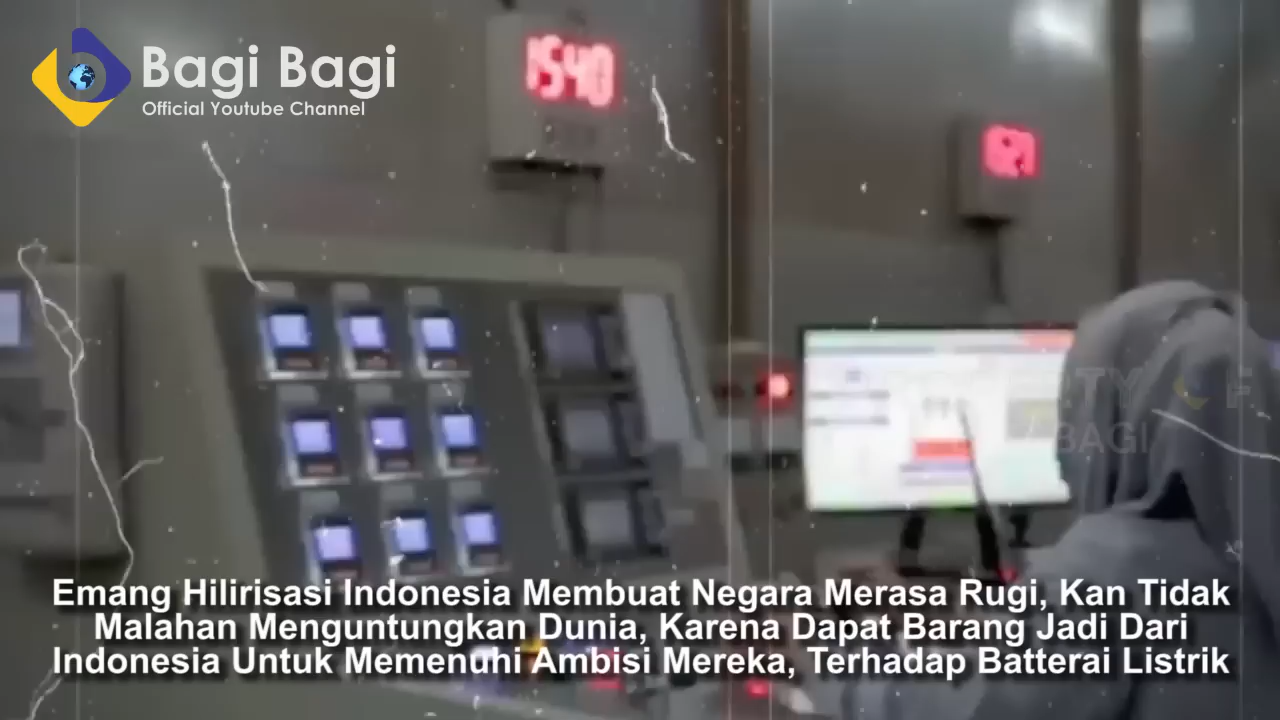 Bagi Bagi
Official Youtube Channel
1540
BAGI
Emang Hilirisasi Indonesia Membuat Negara Merasa Rugi, Kan Tidak
Malahan Menguntungkan Dunia, Karena Dapat Barang Jadi Dari
Indonesia Untuk Memenuhi Ambisi Mereka, Terhadap Batterai Listrik